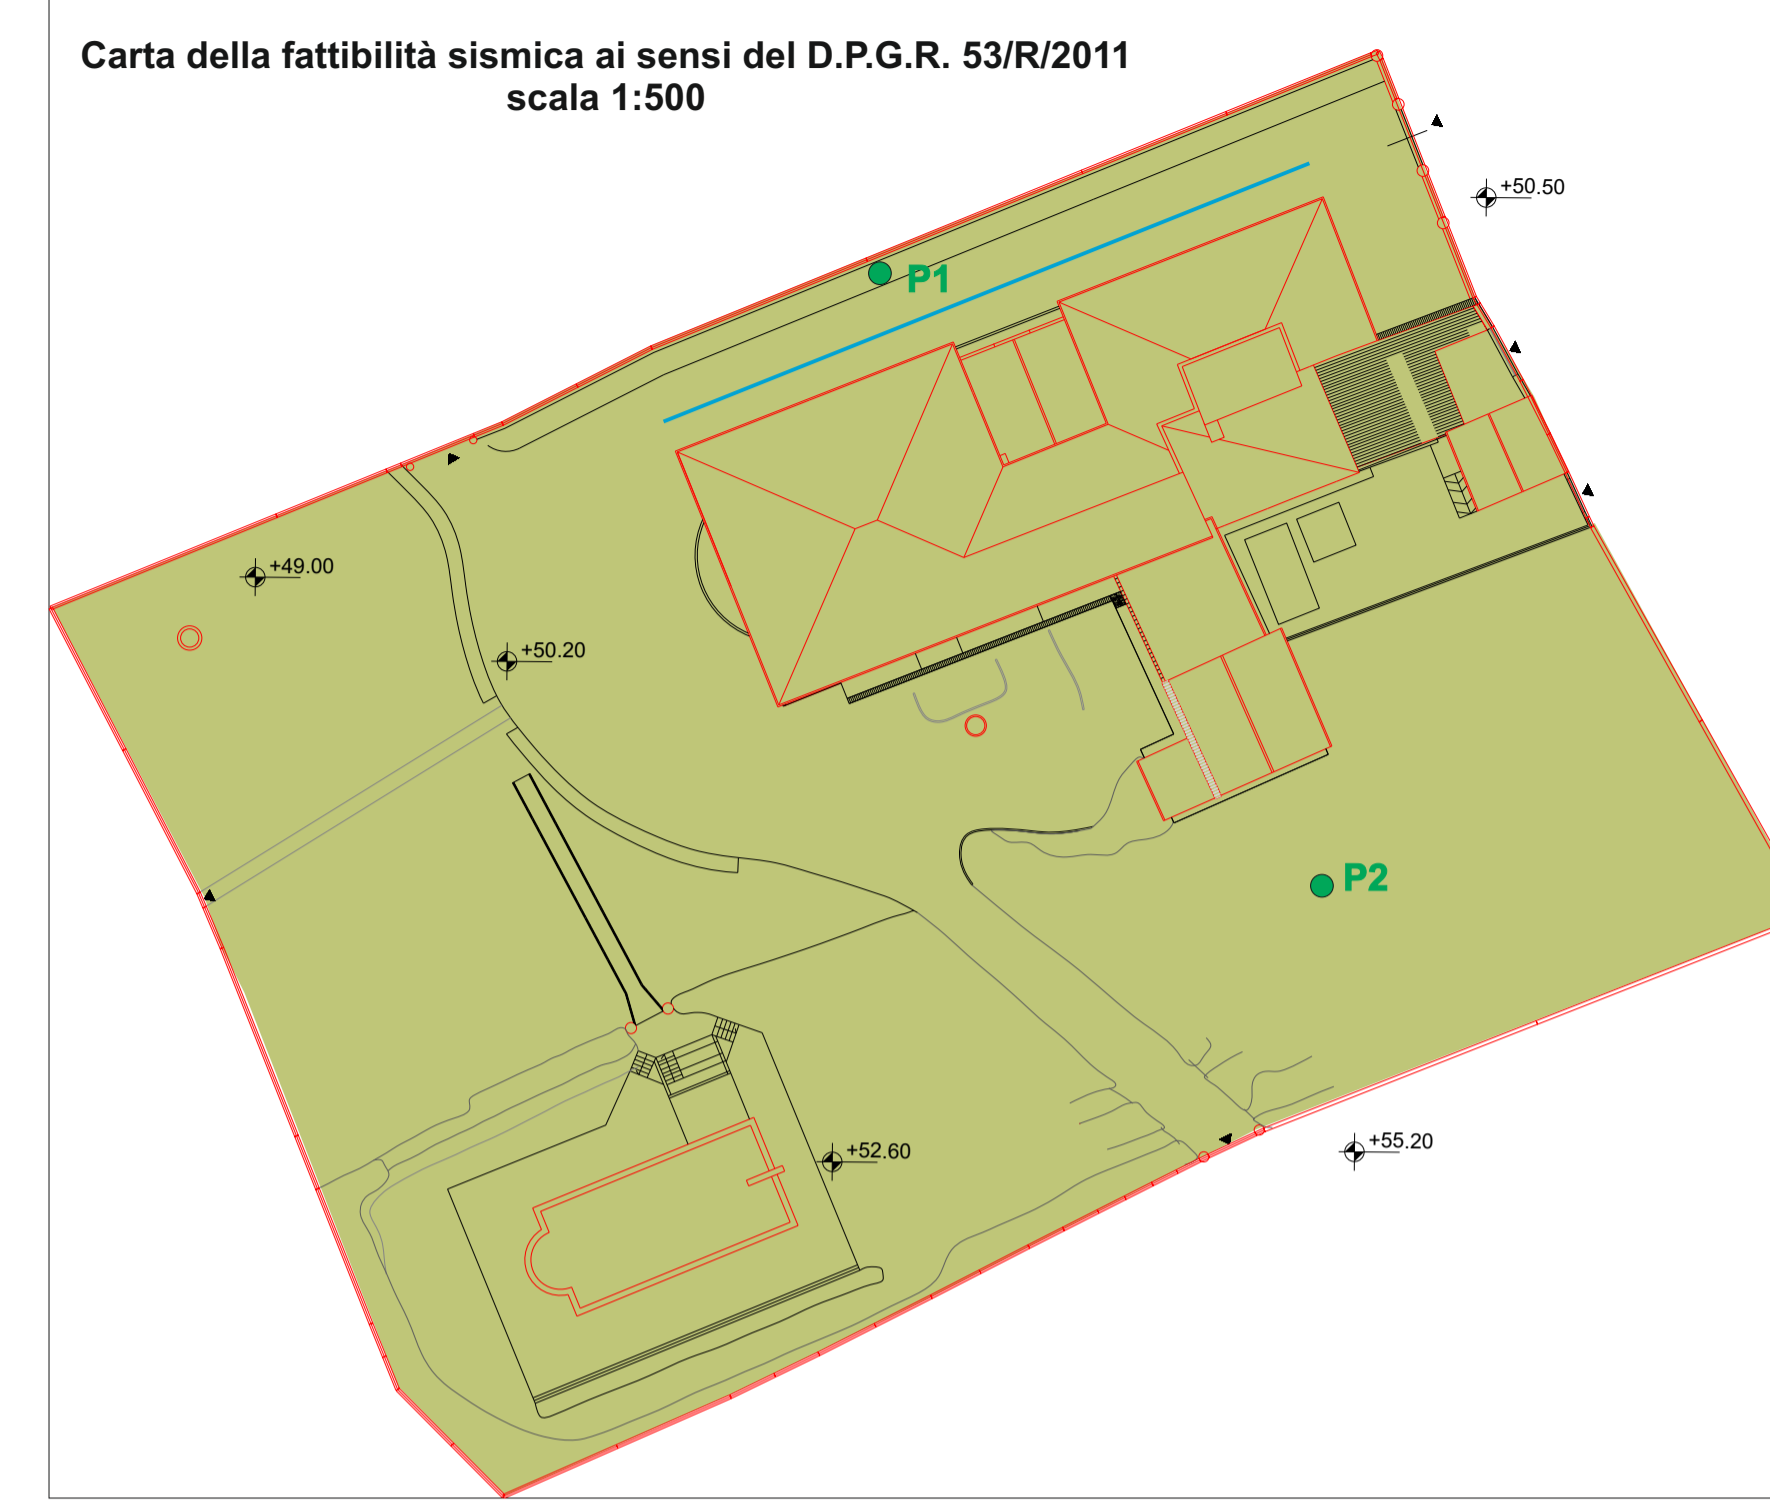 Carta della fattibilità sismica ai sensi del D.P.G.R. 53/R/2011
scala 1:500
+50.50
P1
+49.00
+50.20
P2
+52.60
+55.20